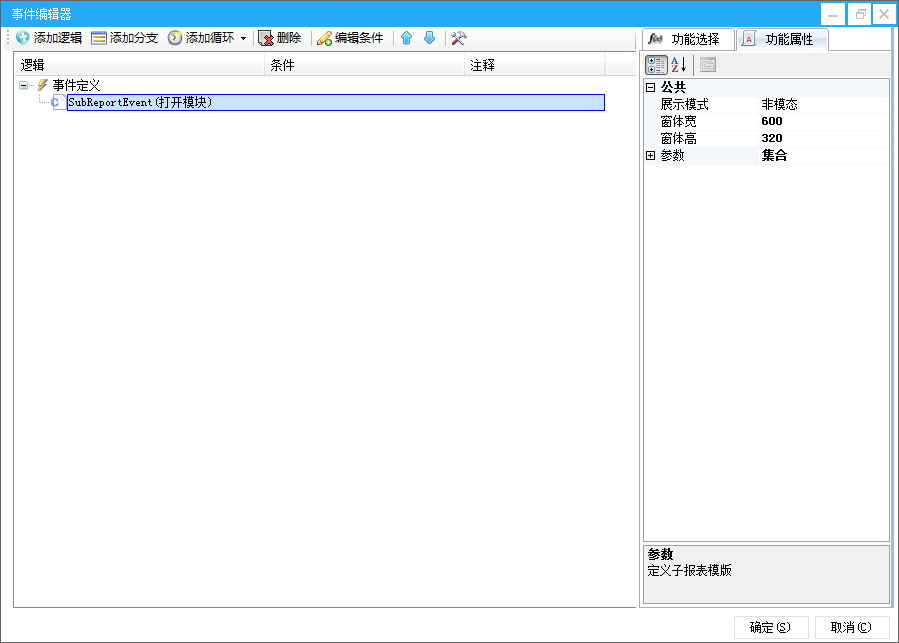 事件编辑器
添加逻辑 添加分支 添加循环 删除 编辑条件
f(x) 功能选择 A 功能属性
逻辑 条件 注释
A Z
事件定义
C SubReportEvent(打开模块)
公共
展示模式 非模态
窗体宽 600
窗体高 320
参数 集合
参数
定义子报表模版
确定(S) 取消(C)